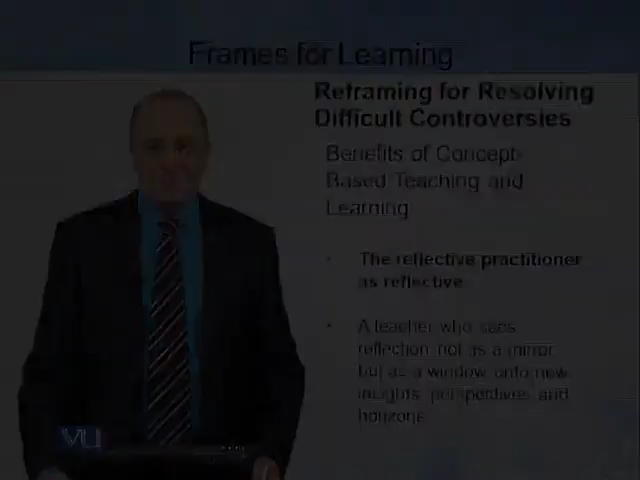 Frames for Learning
Reframing for Resolving
Difficult Controversies
Benefits of Concept-
Based Teaching and
Learning
The reflective practitioner
as reflective
A teacher who sees
reflection not as a mirror
but as a window onto new
insights, perspectives and
horizons
VU